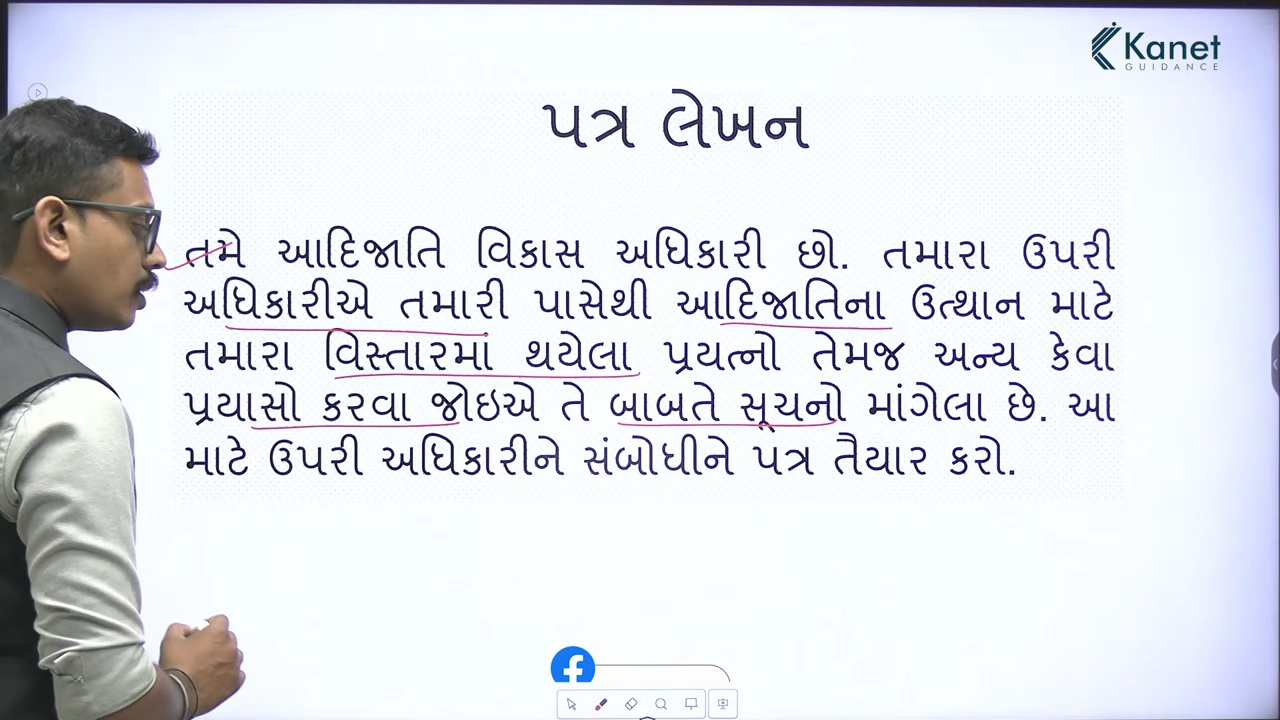 Kanet
GUIDANCE
પત્ર લેખન
તમે આદિજાતિ વિકાસ અધિકારી છો. તમારા ઉપરી
અધિકારીએ તમારી પાસેથી આદિજાતિના ઉત્થાન માટે
તમારા વિસ્તારમાં થયેલા પ્રયત્નો તેમજ અન્ય કેવા
પ્રયાસો કરવા જોઇએ તે બાબતે સૂચનો માંગેલા છે. આ
માટે ઉપરી અધિકારીને સંબોધીને પત્ર તૈયાર કરો.